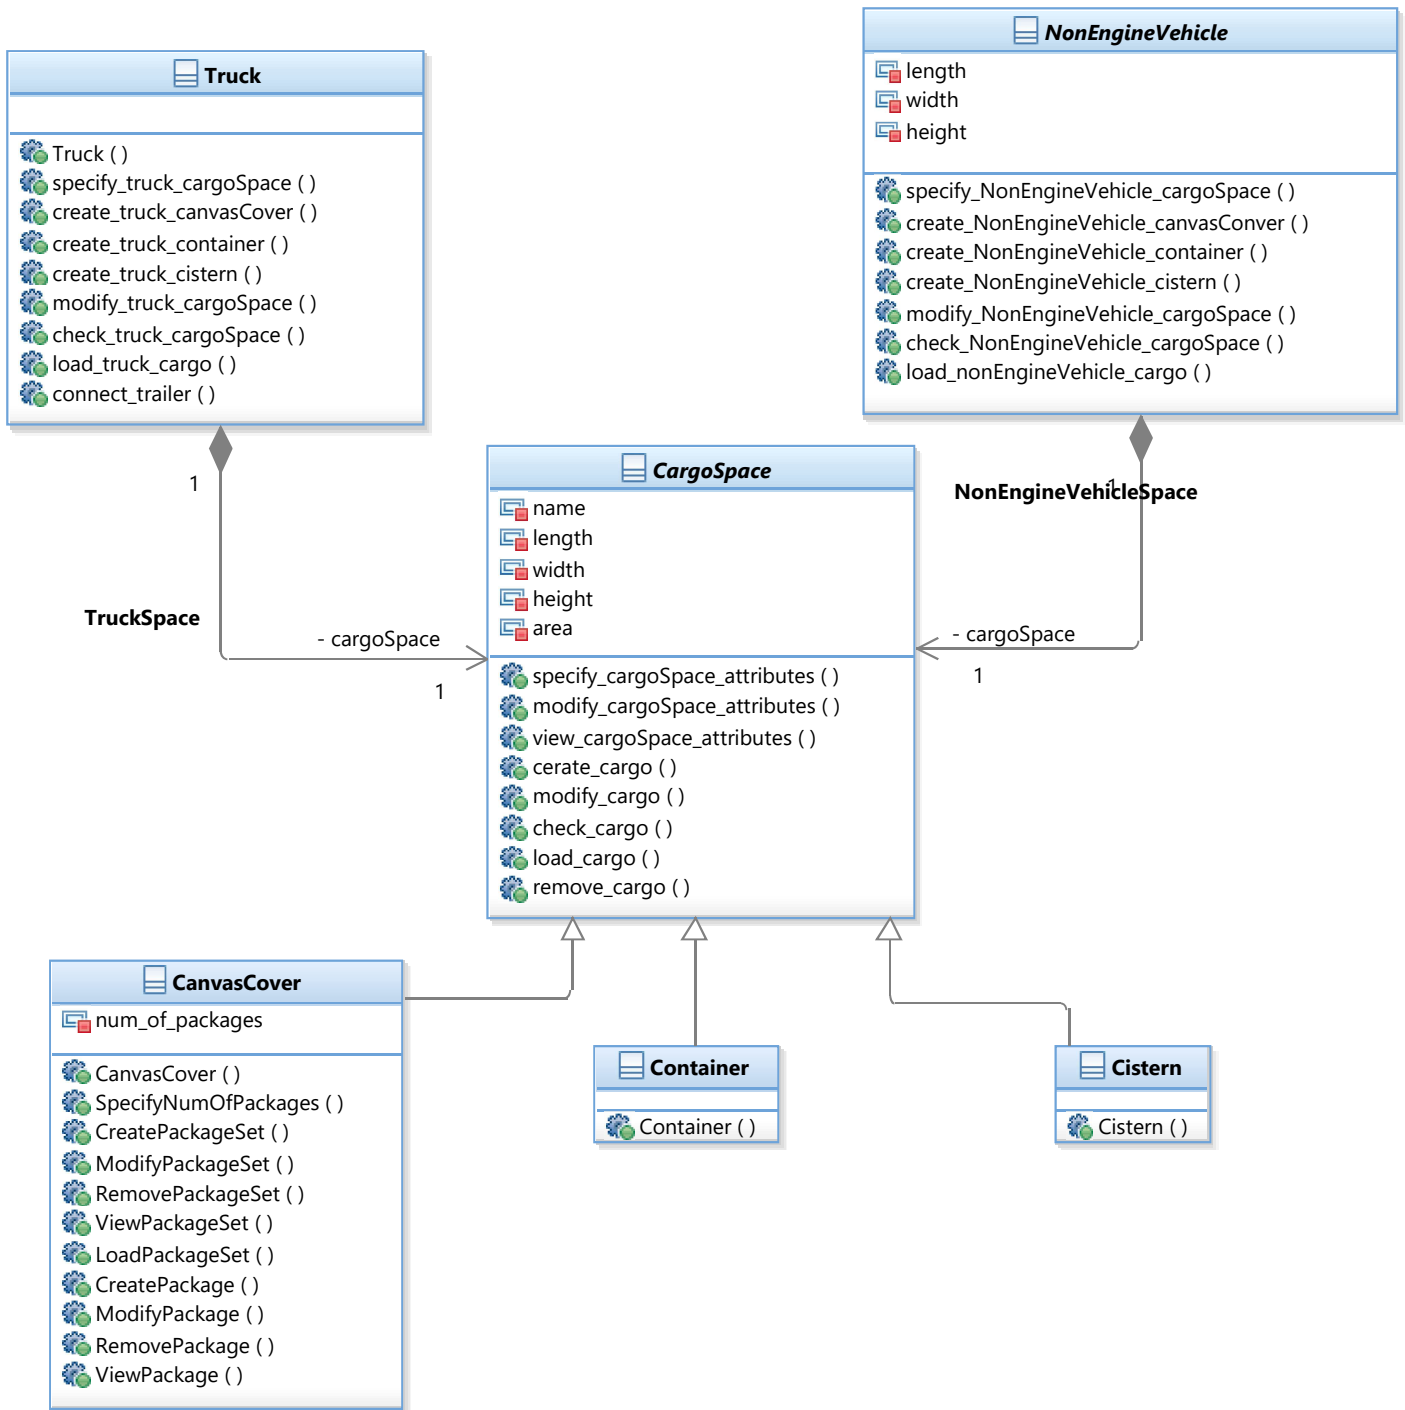 Truck
Truck ( )
specify_truck_cargoSpace ( )
create_truck_canvasCover ( )
create_truck_container ( )
create_truck_cistern ( )
modify_truck_cargoSpace ( )
check_truck_cargoSpace ( )
load_truck_cargo ( )
connect_trailer ( )
NonEngineVehicle
length
width
height
specify_NonEngineVehicle_cargoSpace ( )
create_NonEngineVehicle_canvasConver ( )
create_NonEngineVehicle_container ( )
create_NonEngineVehicle_cistern ( )
modify_NonEngineVehicle_cargoSpace ( )
check_NonEngineVehicle_cargoSpace ( )
load_nonEngineVehicle_cargo ( )
1
TruckSpace
- cargoSpace
1
1
NonEngineVehicleSpace
- cargoSpace
1
CargoSpace
name
length
width
height
area
specify_cargoSpace_attributes ( )
modify_cargoSpace_attributes ( )
view_cargoSpace_attributes ( )
cerate_cargo ( )
modify_cargo ( )
check_cargo ( )
load_cargo ( )
remove_cargo ( )
CanvasCover
num_of_packages
CanvasCover ( )
SpecifyNumOfPackages ( )
CreatePackageSet ( )
ModifyPackageSet ( )
RemovePackageSet ( )
ViewPackageSet ( )
LoadPackageSet ( )
CreatePackage ( )
ModifyPackage ( )
RemovePackage ( )
ViewPackage ( )
Container
Container ( )
Cistern
Cistern ( )